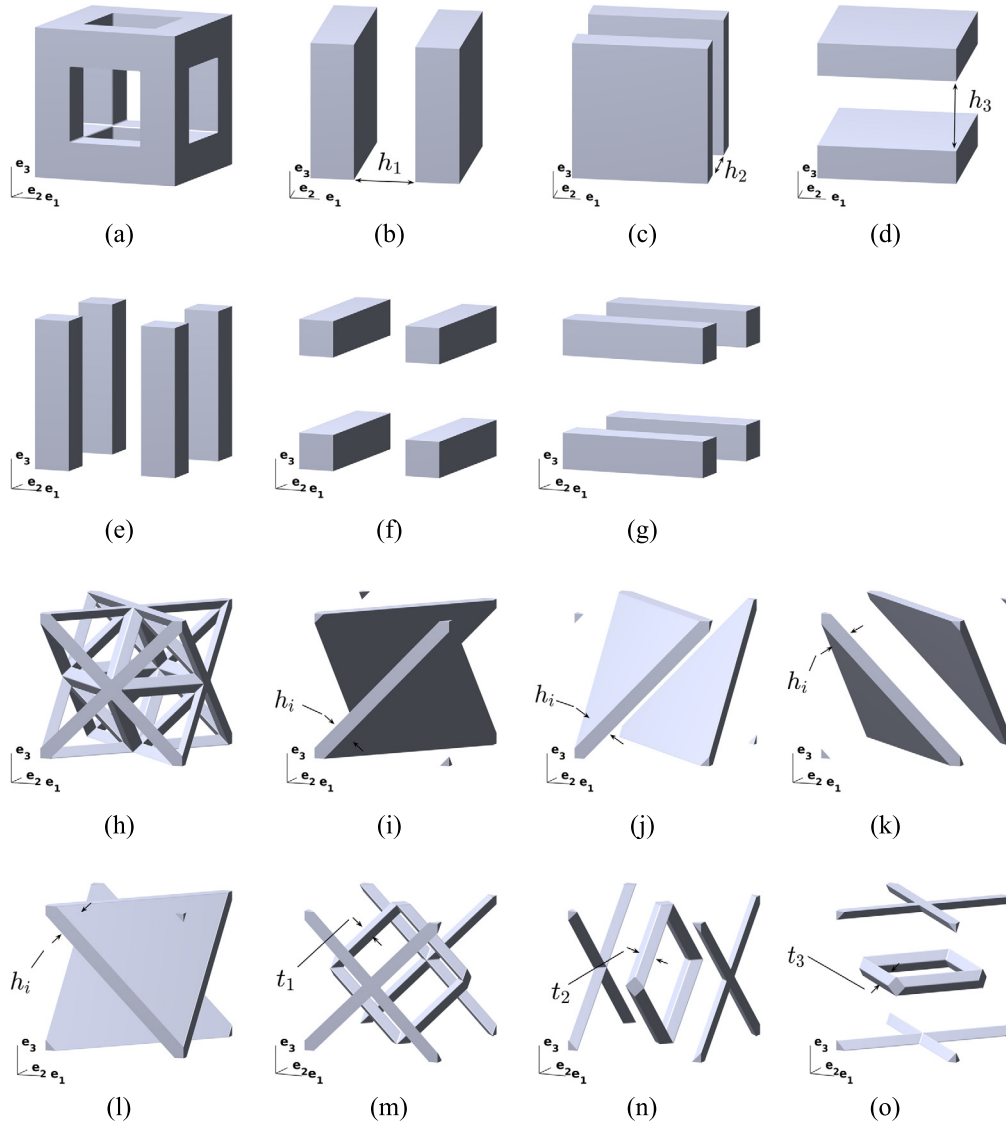 h₁
h₂
h₃
e₃
e₂ e₁
e₃
e₂ e₁
e₃
e₂ e₁
e₃
e₂ e₁
(a)
(b)
(c)
(d)
e₃
e₂ e₁
e₃
e₂ e₁
e₃
e₂ e₁
(e)
(f)
(g)
hᵢ
hᵢ
hᵢ
e₃
e₂ e₁
e₃
e₂ e₁
e₃
e₂ e₁
e₃
e₂ e₁
(h)
(i)
(j)
(k)
hᵢ
t₁
t₂
t₃
e₃
e₂ e₁
e₃
e₂ e₁
e₃
e₂ e₁
e₃
e₂ e₁
(l)
(m)
(n)
(o)